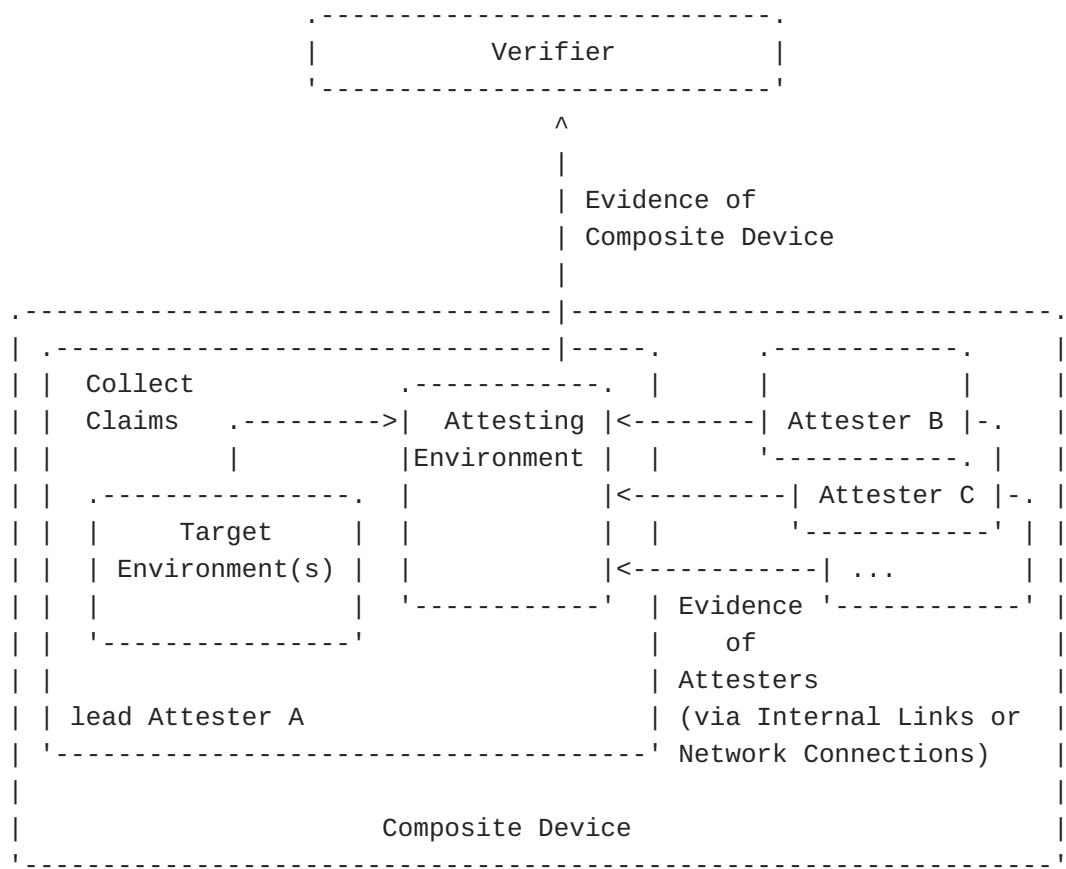 Verifier
Evidence of
Composite Device
Collect
Claims
Attesting
Environment
Attester B
Attester C
Target
Environment(s)
...
Evidence
of
Attesters
(via Internal Links or
Network Connections)
lead Attester A
Composite Device